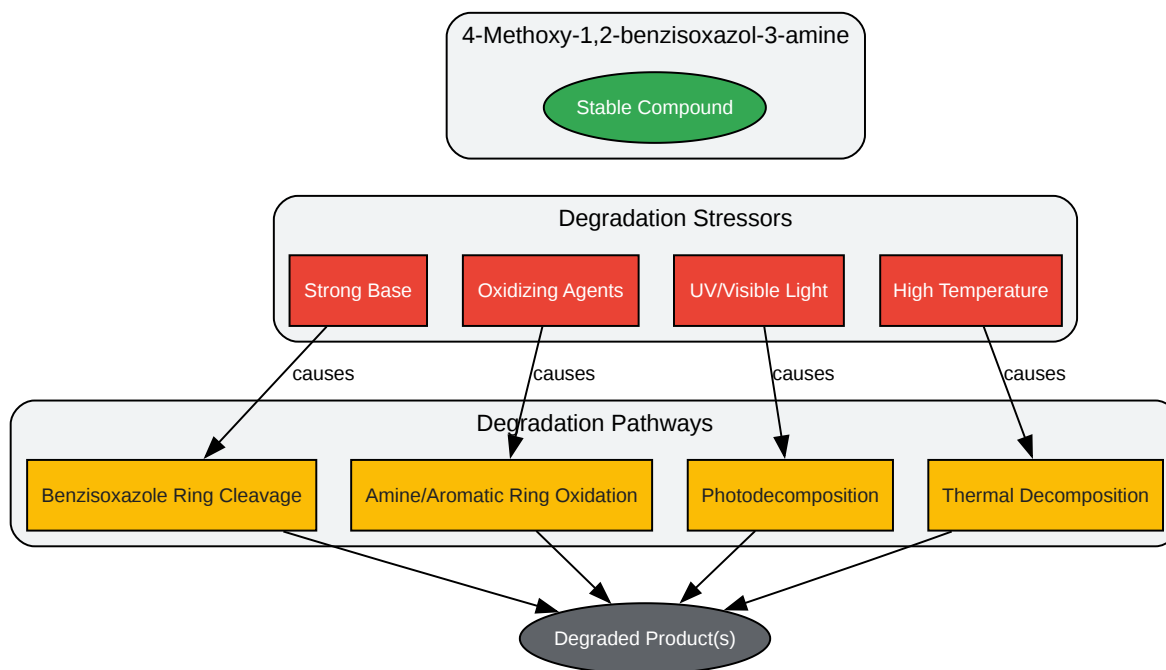 4-Methoxy-1,2-benzisoxazol-3-amine
Stable Compound
Degradation Stressors
Strong Base
Oxidizing Agents
UV/Visible Light
High Temperature
causes
causes
causes
causes
Degradation Pathways
Benzisoxazole Ring Cleavage
Amine/Aromatic Ring Oxidation
Photodecomposition
Thermal Decomposition
Degraded Product(s)